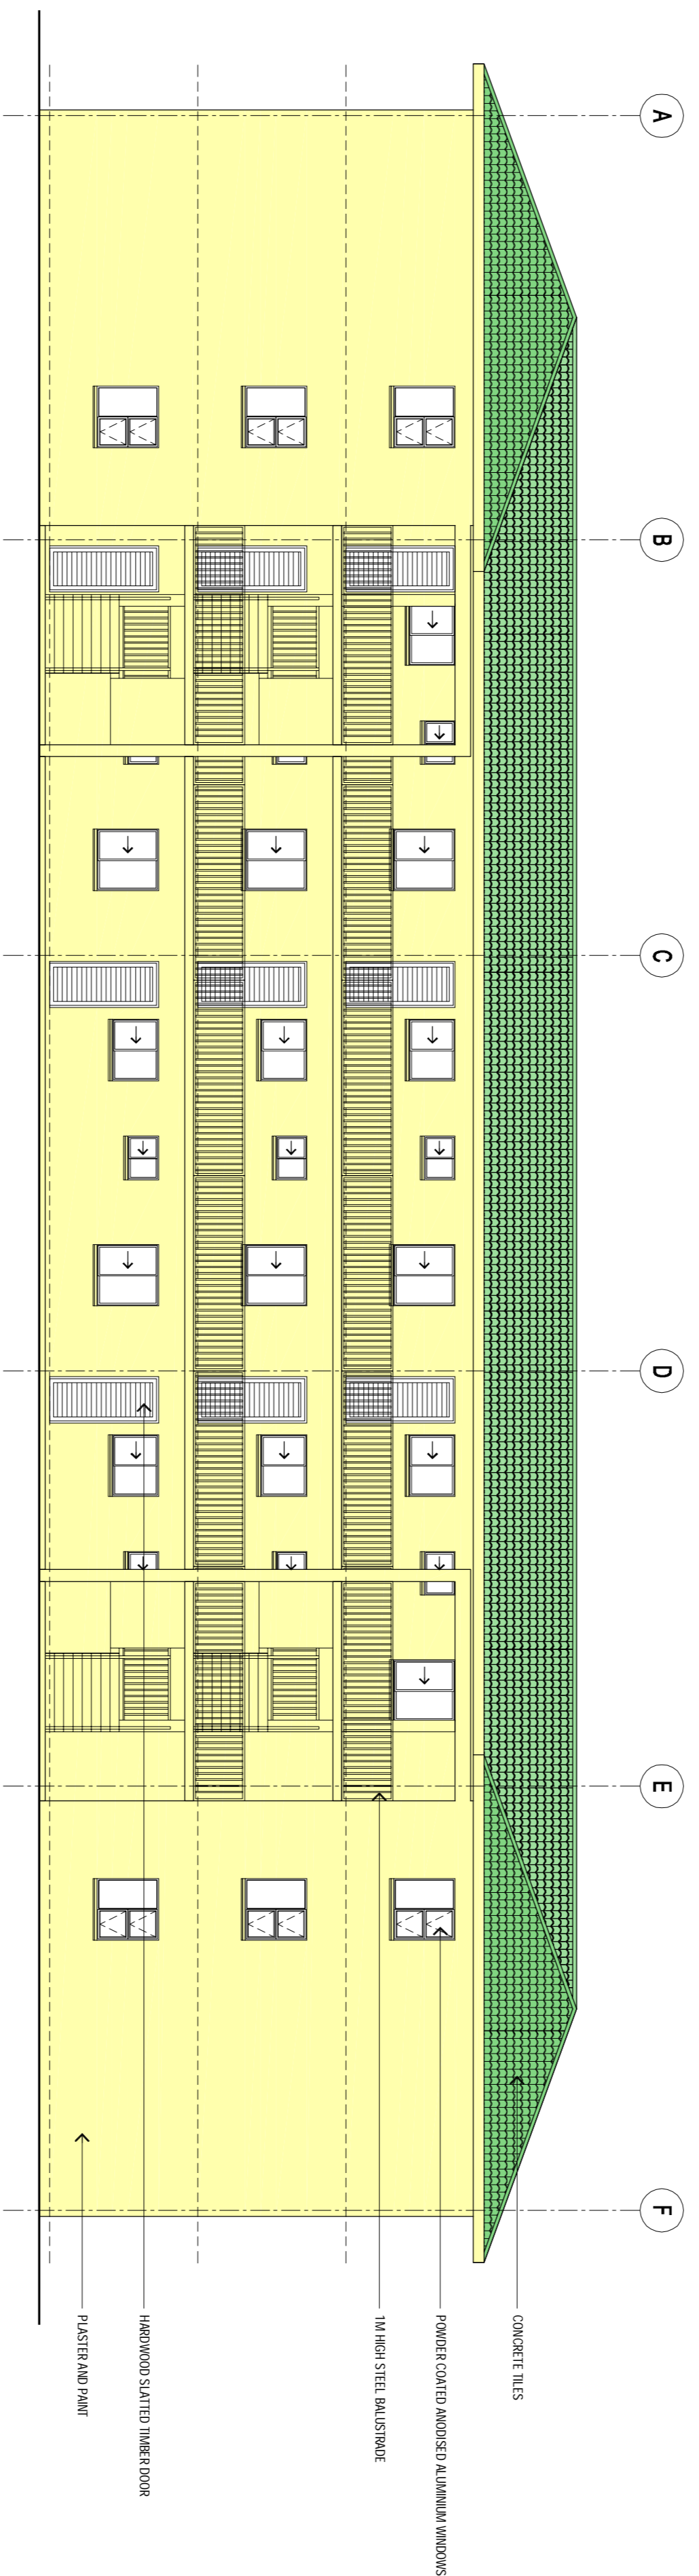 A
B
C
D
E
F
CONCRETE TILES
POWDER COATED ANODISED ALUMINIUM WINDOWS
1M HIGH STEEL BALUSTRADE
HARDWOOD SLATTED TIMBER DOOR
PLASTER AND PAINT